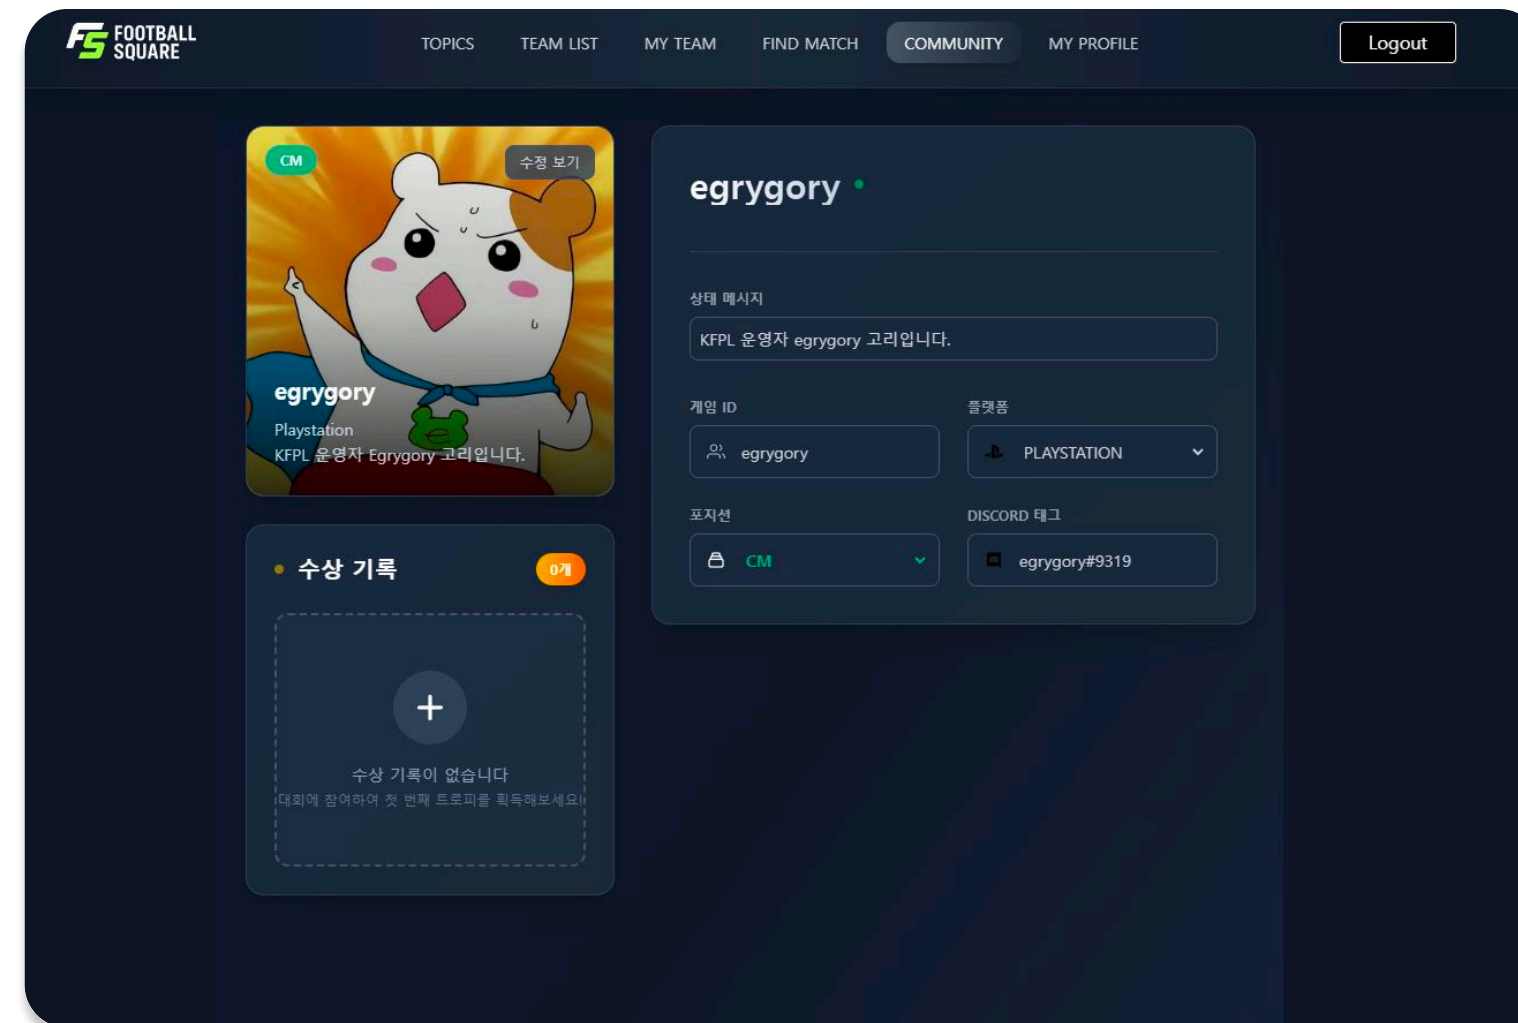 FOOTBALL
SQUARE
TOPICS TEAM LIST MY TEAM FIND MATCH COMMUNITY MY PROFILE Logout
CM
수정 보기
egrygory
Playstation
KFPL 운영자 Egrygory 고리입니다.
수상 기록
0개
수상 기록이 없습니다
대회에 참여하여 첫 번째 트로피를 획득해보세요!
egrygory
상태 메시지
KFPL 운영자 egrygory 고리입니다.
게임 ID
egrygory
플랫폼
PLAYSTATION
포지션
CM
DISCORD 태그
egrygory#9319